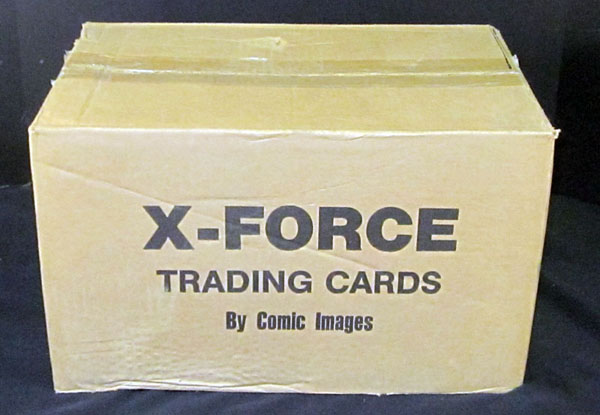 X-FORCE
TRADING CARDS
By Comic Images